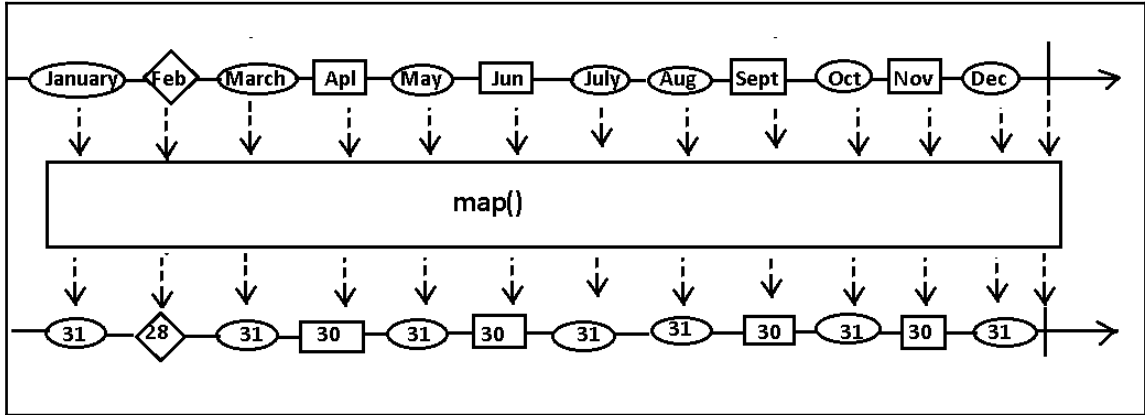 January Feb March Apl May Jun July Aug Sept Oct Nov Dec
map()
31 28 31 30 31 30 31 31 30 31 30 31